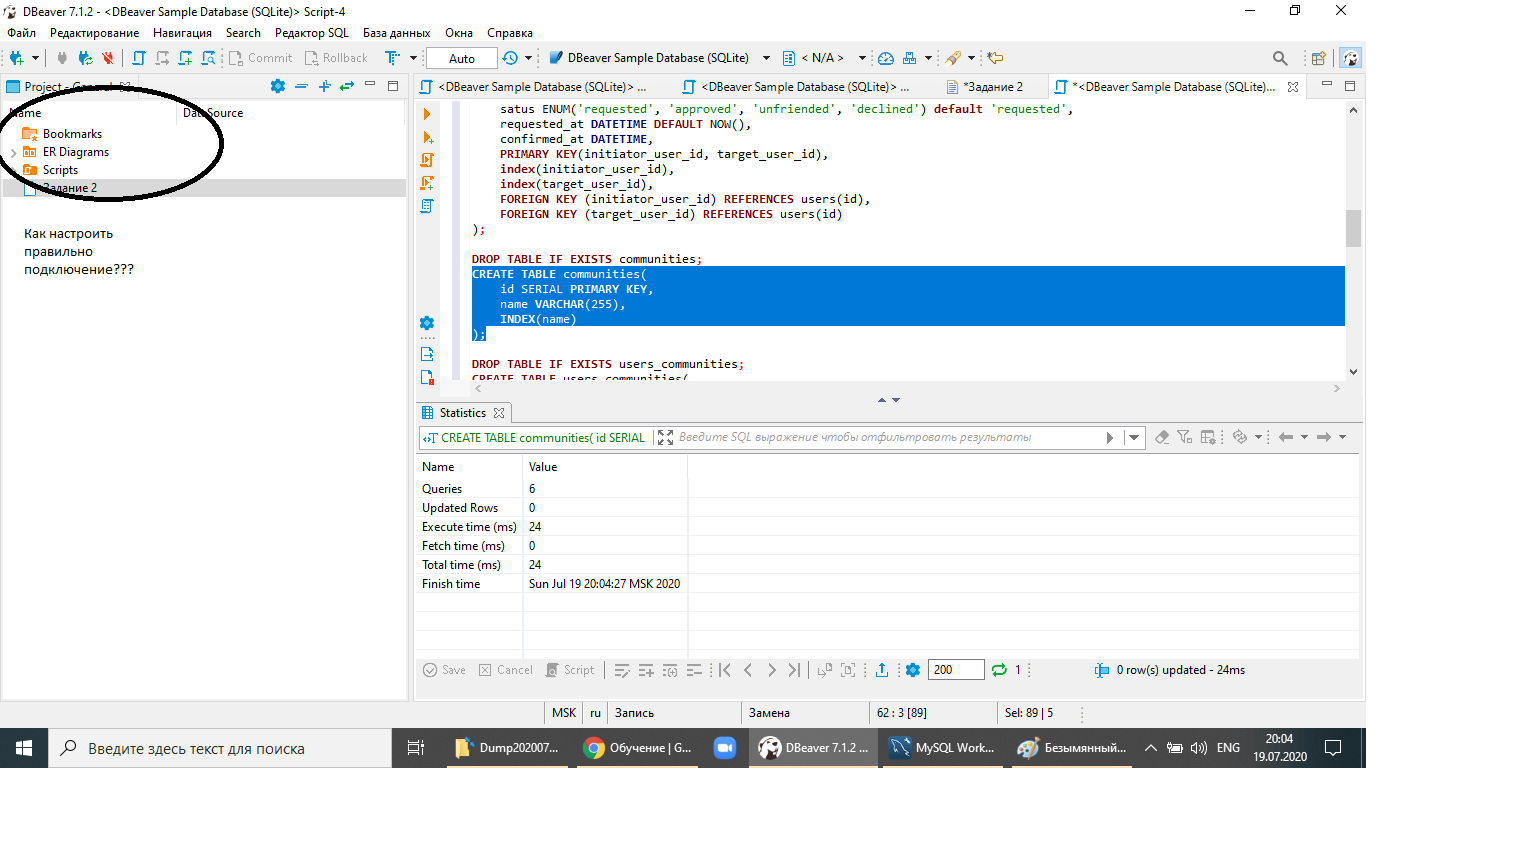 DBeaver 7.1.2 - <DBeaver Sample Database (SQLite)> Script-4
Файл Редактирование Навигация Search Редактор SQL База данных Окна Справка
Commit Rollback Auto DBeaver Sample Database (SQLite) < N/A >
Project - General
<DBeaver Sample Database (SQLite)> ... <DBeaver Sample Database (SQLite)> ... *Задание 2 *<DBeaver Sample Database (SQLite)...
Name DataSource
Bookmarks
ER Diagrams
Scripts
Задание 2
Как настроить
правильно
подключение???
satus ENUM('requested', 'approved', 'unfriended', 'declined') default 'requested',
requested_at DATETIME DEFAULT NOW(),
confirmed_at DATETIME,
PRIMARY KEY(initiator_user_id, target_user_id),
index(initiator_user_id),
index(target_user_id),
FOREIGN KEY (initiator_user_id) REFERENCES users(id),
FOREIGN KEY (target_user_id) REFERENCES users(id)
);
DROP TABLE IF EXISTS communities;
CREATE TABLE communities(
id SERIAL PRIMARY KEY,
name VARCHAR(255),
INDEX(name)
);
DROP TABLE IF EXISTS users_communities;
CREATE TABLE users_communities(
Statistics
CREATE TABLE communities( id SERIAL Введите SQL выражение чтобы отфильтровать результаты
Name Value
Queries 6
Updated Rows 0
Execute time (ms) 24
Fetch time (ms) 0
Total time (ms) 24
Finish time Sun Jul 19 20:04:27 MSK 2020
Save Cancel Script 200 1 0 row(s) updated - 24ms
MSK ru Запись Замена 62 : 3 [89] Sel: 89 | 5
Введите здесь текст для поиска Dump202007... Обучение | G... DBeaver 7.1.2 ... MySQL Work... Безымянный... ENG 20:04
19.07.2020